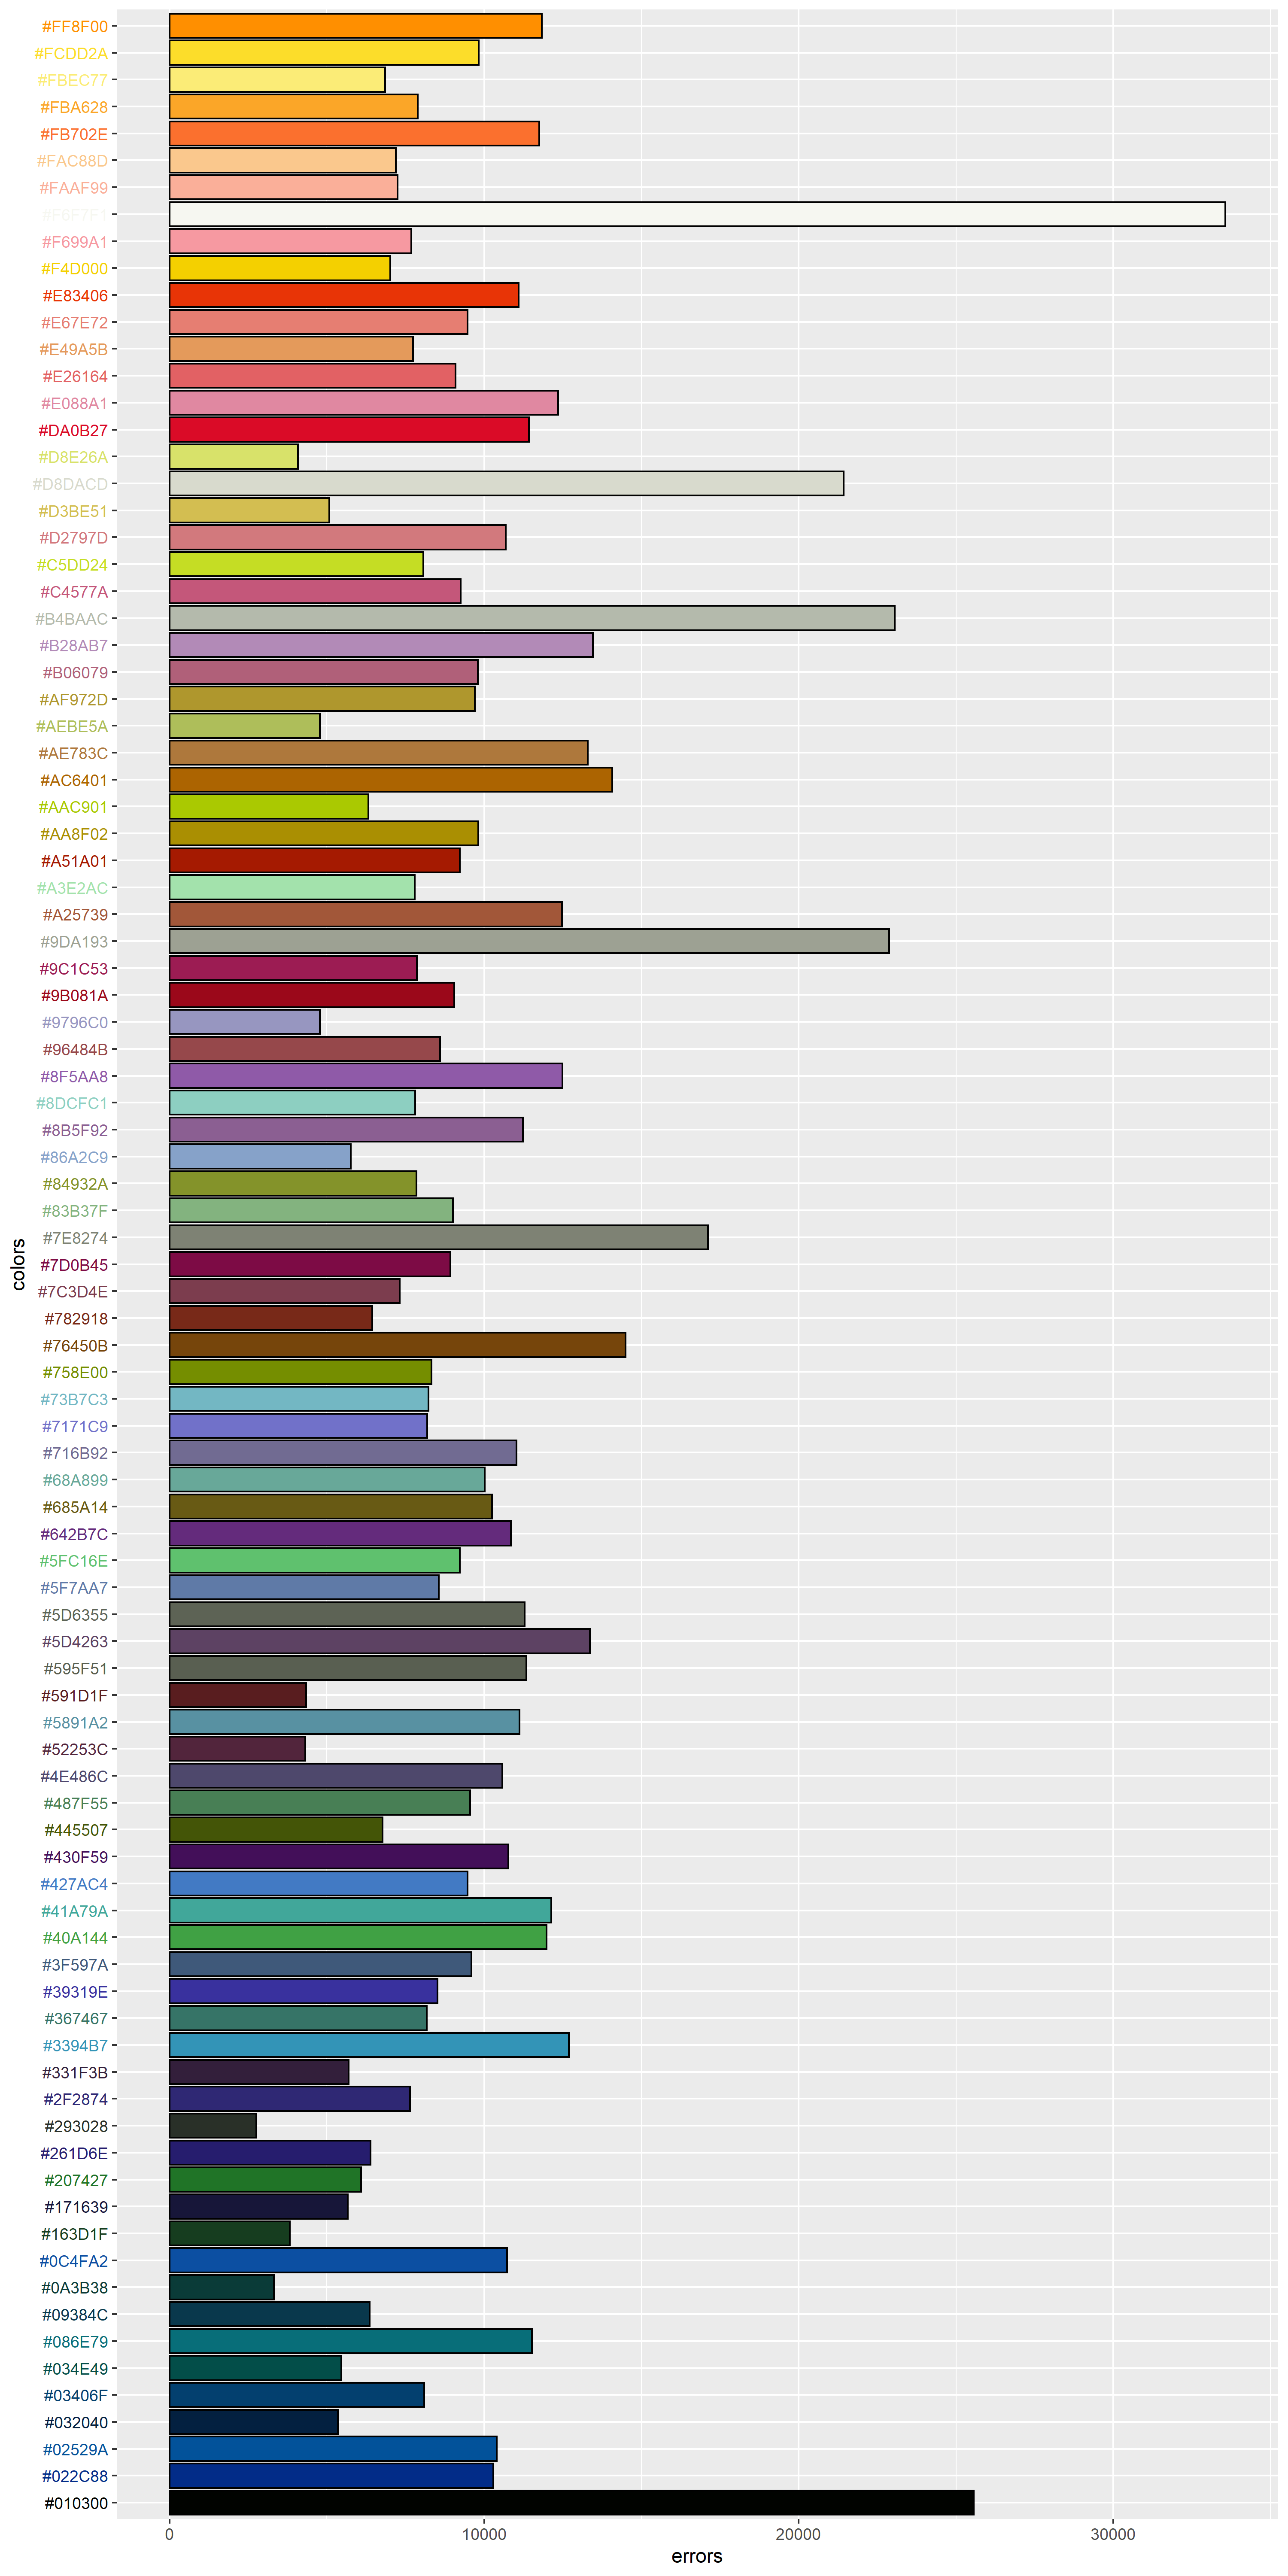 #FF8F00
#FCDD2A
#FBEC77
#FBA628
#FB702E
#FAC88D
#FAAF99
#F6F7F1
#F699A1
#F4D000
#E83406
#E67E72
#E49A5B
#E26164
#E088A1
#DA0B27
#D8E26A
#D8DACD
#D3BE51
#D2797D
#C5DD24
#C4577A
#B4BAAC
#B28AB7
#B06079
#AF972D
#AEBE5A
#AE783C
#AC6401
#AAC901
#AA8F02
#A51A01
#A3E2AC
#A25739
#9DA193
#9C1C53
#9B081A
#9796C0
#96484B
#8F5AA8
#8DCFC1
#8B5F92
#86A2C9
#84932A
#83B37F
#7E8274
colors
#7D0B45
#7C3D4E
#782918
#76450B
#758E00
#73B7C3
#7171C9
#716B92
#68A899
#685A14
#642B7C
#5FC16E
#5F7AA7
#5D6355
#5D4263
#595F51
#591D1F
#5891A2
#52253C
#4E486C
#487F55
#445507
#430F59
#427AC4
#41A79A
#40A144
#3F597A
#39319E
#367467
#3394B7
#331F3B
#2F2874
#293028
#261D6E
#207427
#171639
#163D1F
#0C4FA2
#0A3B38
#09384C
#086E79
#034E49
#03406F
#032040
#02529A
#022C88
#010300
0 10000 20000 30000
errors